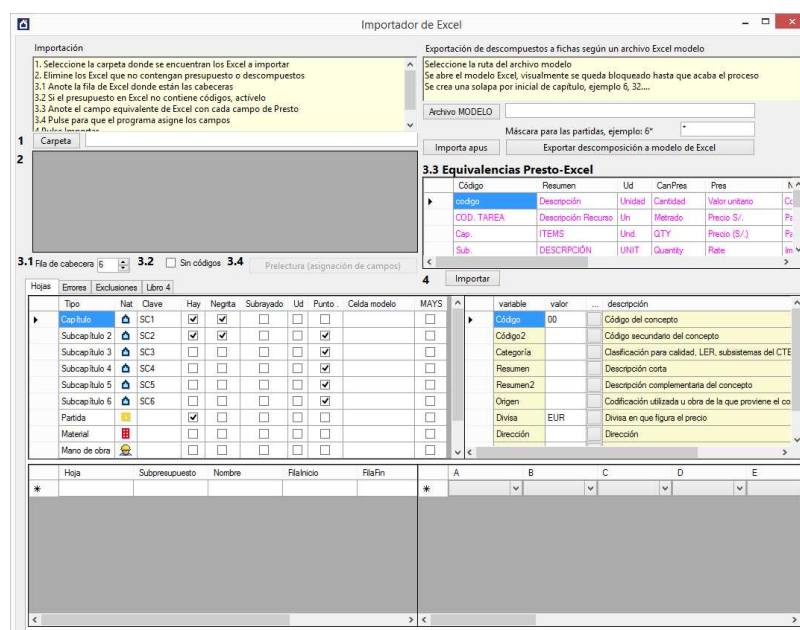 Importador de Excel
Importación
1. Seleccione la carpeta donde se encuentran los Excel a importar
2. Elimine los Excel que no contengan presupuesto o descompuestos
3.1 Anote la fila de Excel donde están las cabeceras
3.2 Si el presupuesto en Excel no contiene códigos, actívelo
3.3 Anote el campo equivalente de Excel con cada campo de Presto
3.4 Pulse para que el programa asigne los campos
4 Pulse Importar
1 Carpeta
2
Exportación de descompuestos a fichas según un archivo Excel modelo
Seleccione la ruta del archivo modelo
Se abre el modelo Excel, visualmente se queda bloqueado hasta que acaba el proceso
Se crea una solapa por inicial de capítulo, ejemplo 6, 32....
Archivo MODELO
Máscara para las partidas, ejemplo: 6*
Importa apus Exportar descomposición a modelo de Excel
3.3 Equivalencias Presto-Excel
Código Resumen Ud CanPres Pres
codigo Descripción Unidad Cantidad Valor unitario
COD. TAREA Descripción Recurso Un Metrado Precio S/.
Cap. ITEMS Und. QTY Precio (S/.)
Sub. DESCRPCIÓN UNIT Quantity Rate
3.1 Fila de cabecera 6 3.2 Sin códigos 3.4 Prelectura (asignación de campos)
4 Importar
Hojas Errores Exclusiones Libro 4
Tipo Nat Clave Hay Negrita Subrayado Ud Punto . Celda modelo MAYS
Capítulo SC1
Subcapítulo 2 SC2
Subcapítulo 3 SC3
Subcapítulo 4 SC4
Subcapítulo 5 SC5
Subcapítulo 6 SC6
Partida
Material
Mano de obra
variable valor ... descripción
Código 00 Código del concepto
Código2 Código secundario del concepto
Categoría Clasificación para calidad, LER, subsistemas del CTE
Resumen Descripción corta
Resumen2 Descripción complementaria del concepto
Origen Codificación utilizada u obra de la que proviene el co
Divisa EUR Divisa en que figura el precio
Dirección Dirección
Hoja Subpresupuesto Nombre FilaInicio FilaFin
A B C D E